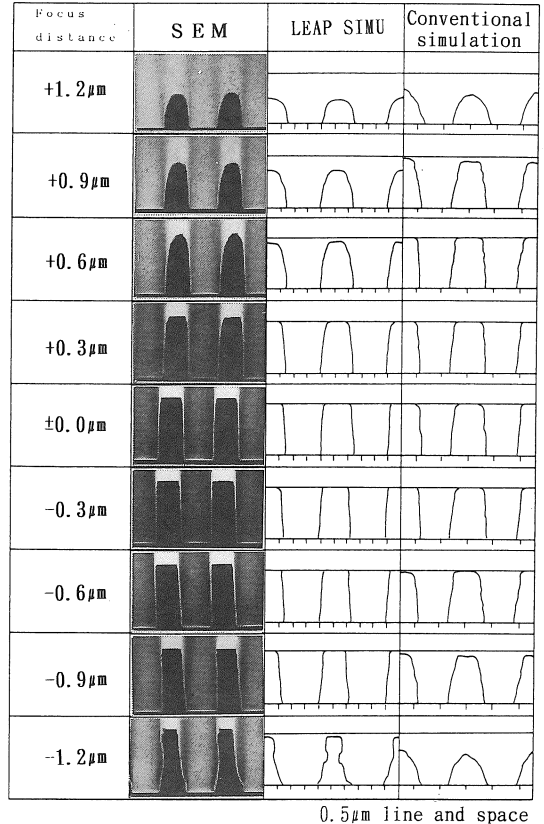 Focus
distance
SEM
LEAP SIMU
Conventional
simulation
+1.2μm
+0.9μm
+0.6μm
+0.3μm
±0.0μm
−0.3μm
−0.6μm
−0.9μm
−1.2μm
0.5μm line and space